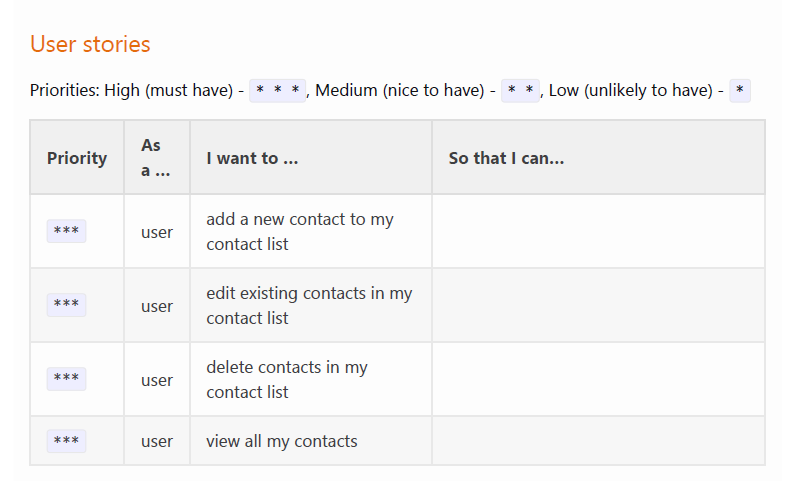 User stories
Priorities: High (must have) - * * *, Medium (nice to have) - * *, Low (unlikely to have) - *
Priority As a ... I want to ... So that I can...
*** user add a new contact to my contact list
*** user edit existing contacts in my contact list
*** user delete contacts in my contact list
*** user view all my contacts